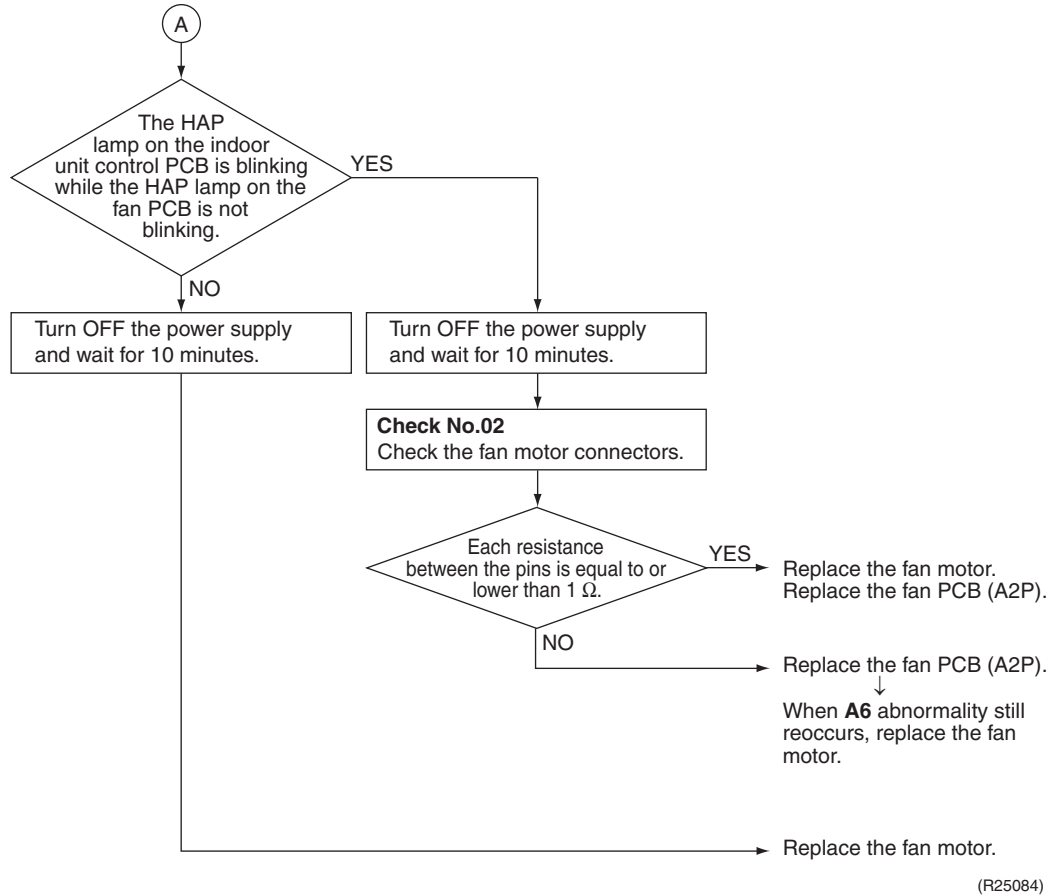 A
The HAP
lamp on the indoor
unit control PCB is blinking
while the HAP lamp on the
fan PCB is not
blinking.
YES
NO
Turn OFF the power supply
and wait for 10 minutes.
Turn OFF the power supply
and wait for 10 minutes.
Check No.02
Check the fan motor connectors.
Each resistance
between the pins is equal to or
lower than 1 Ω.
YES
Replace the fan motor.
Replace the fan PCB (A2P).
NO
Replace the fan PCB (A2P).
↓
When A6 abnormality still
reoccurs, replace the fan
motor.
Replace the fan motor.
(R25084)